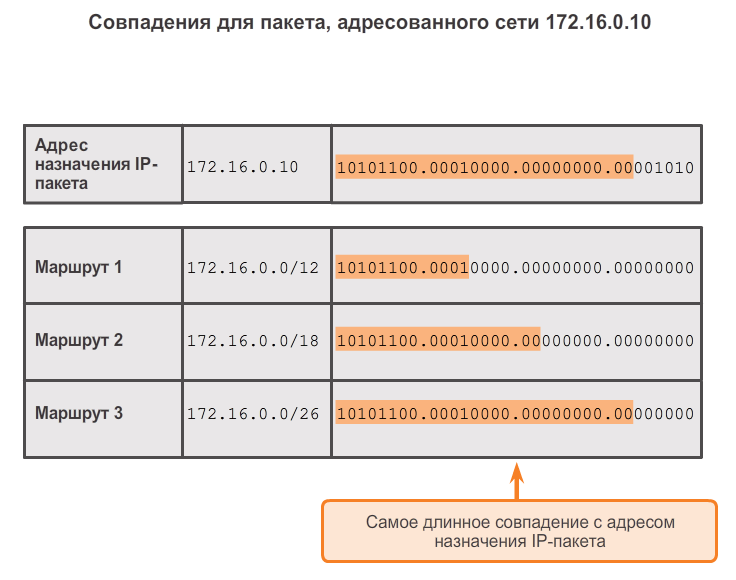 Совпадения для пакета, адресованного сети 172.16.0.10
Адрес
назначения IP-
пакета
172.16.0.10
10101100.00010000.00000000.00001010
Маршрут 1
172.16.0.0/12
10101100.00010000.00000000.00000000
Маршрут 2
172.16.0.0/18
10101100.00010000.00000000.00000000
Маршрут 3
172.16.0.0/26
10101100.00010000.00000000.00000000
Самое длинное совпадение с адресом
назначения IP-пакета